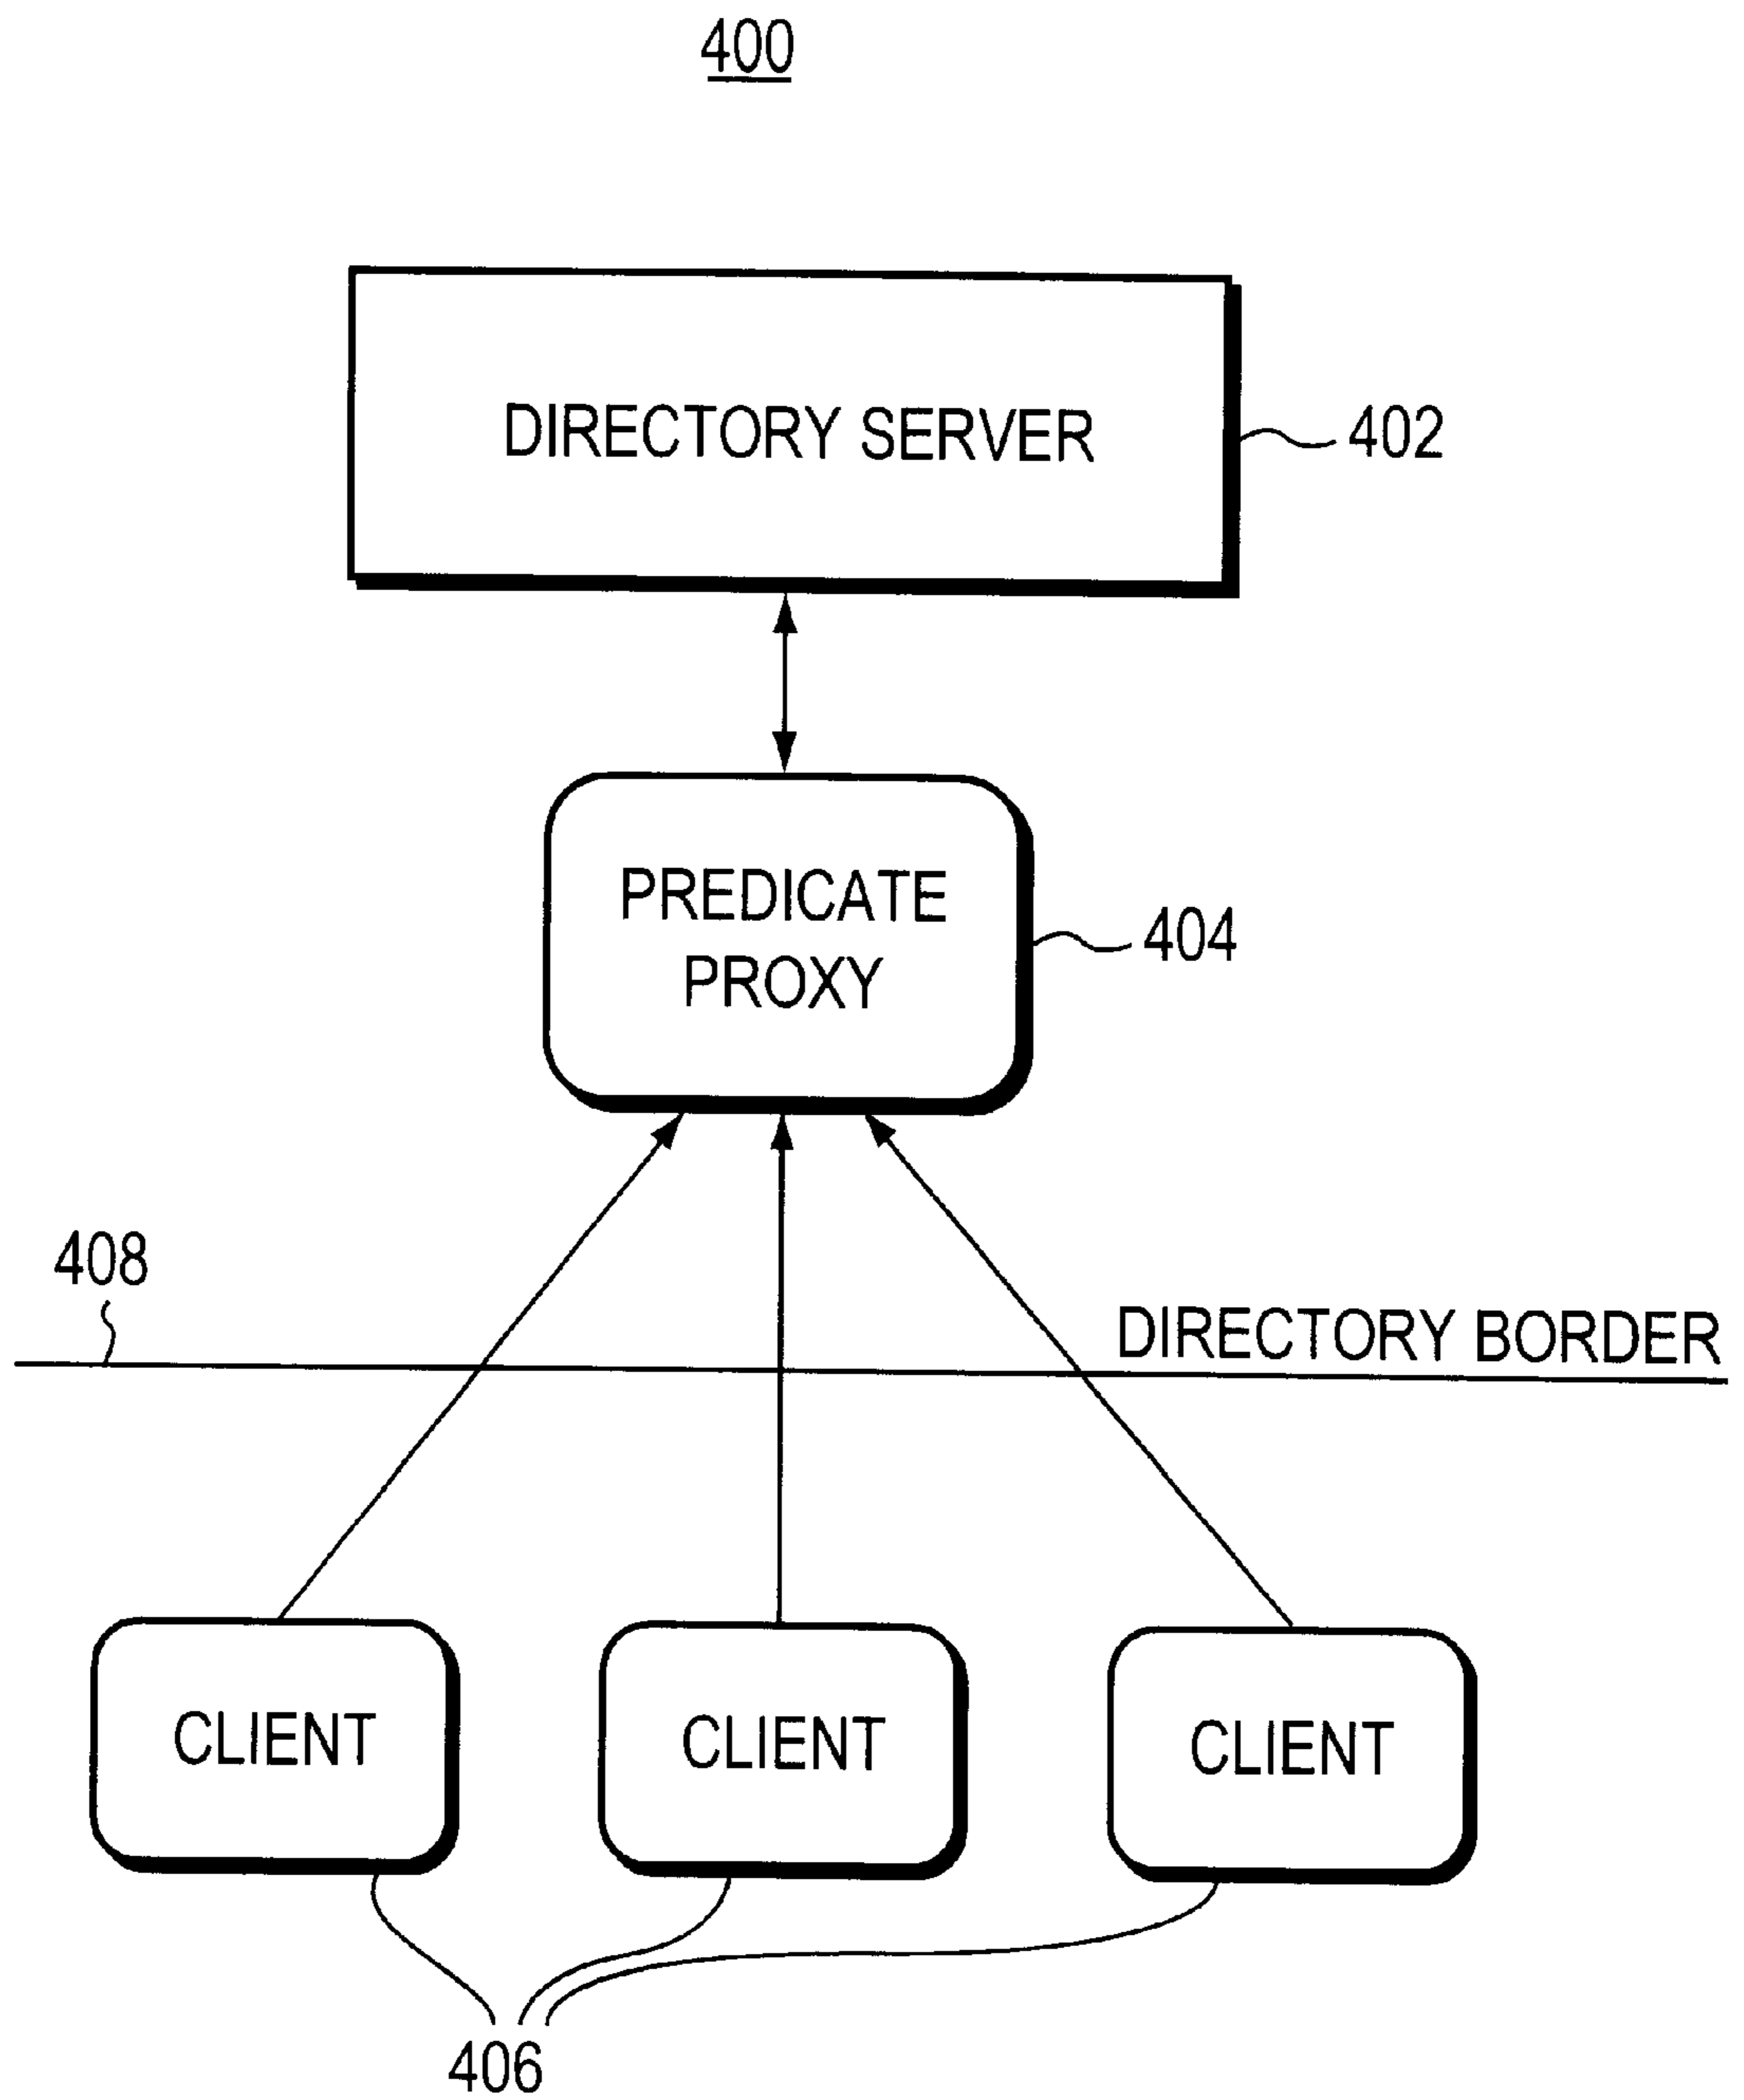 400
DIRECTORY SERVER
402
PREDICATE
PROXY
404
408
DIRECTORY BORDER
CLIENT
CLIENT
CLIENT
406